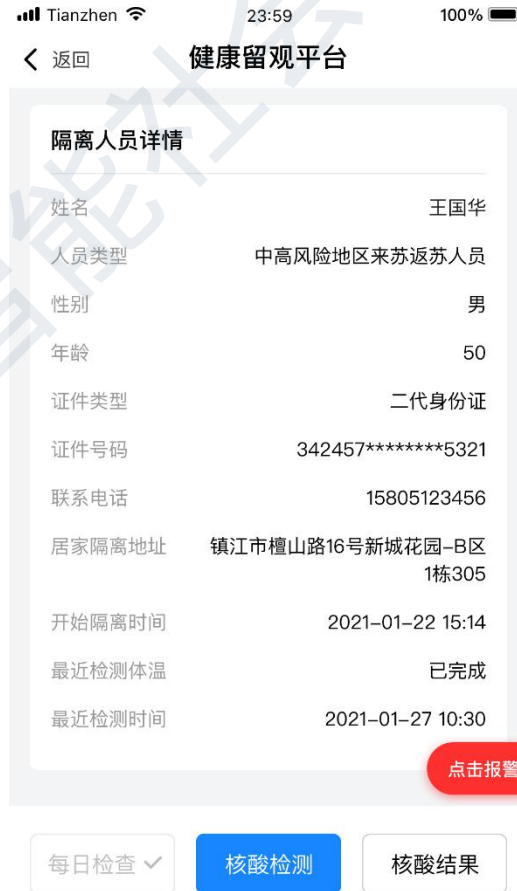 Tianzhen 23:59 100%
返回 健康留观平台
隔离人员详情
姓名 王国华
人员类型 中高风险地区来苏返苏人员
性别 男
年龄 50
证件类型 二代身份证
证件号码 342457********5321
联系电话 15805123456
居家隔离地址 镇江市檀山路16号新城花园-B区
1栋305
开始隔离时间 2021-01-22 15:14
最近检测体温 已完成
最近检测时间 2021-01-27 10:30
点击报警
每日检查 核酸检测 核酸结果
智能社会